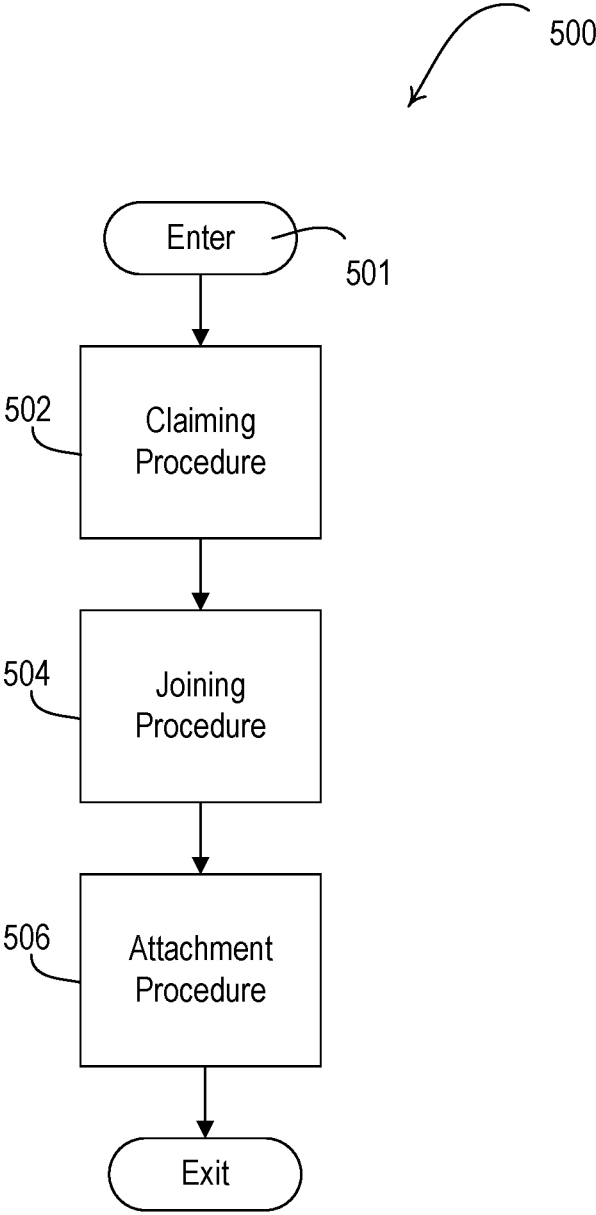 500
Enter
501
502
Claiming
Procedure
504
Joining
Procedure
506
Attachment
Procedure
Exit